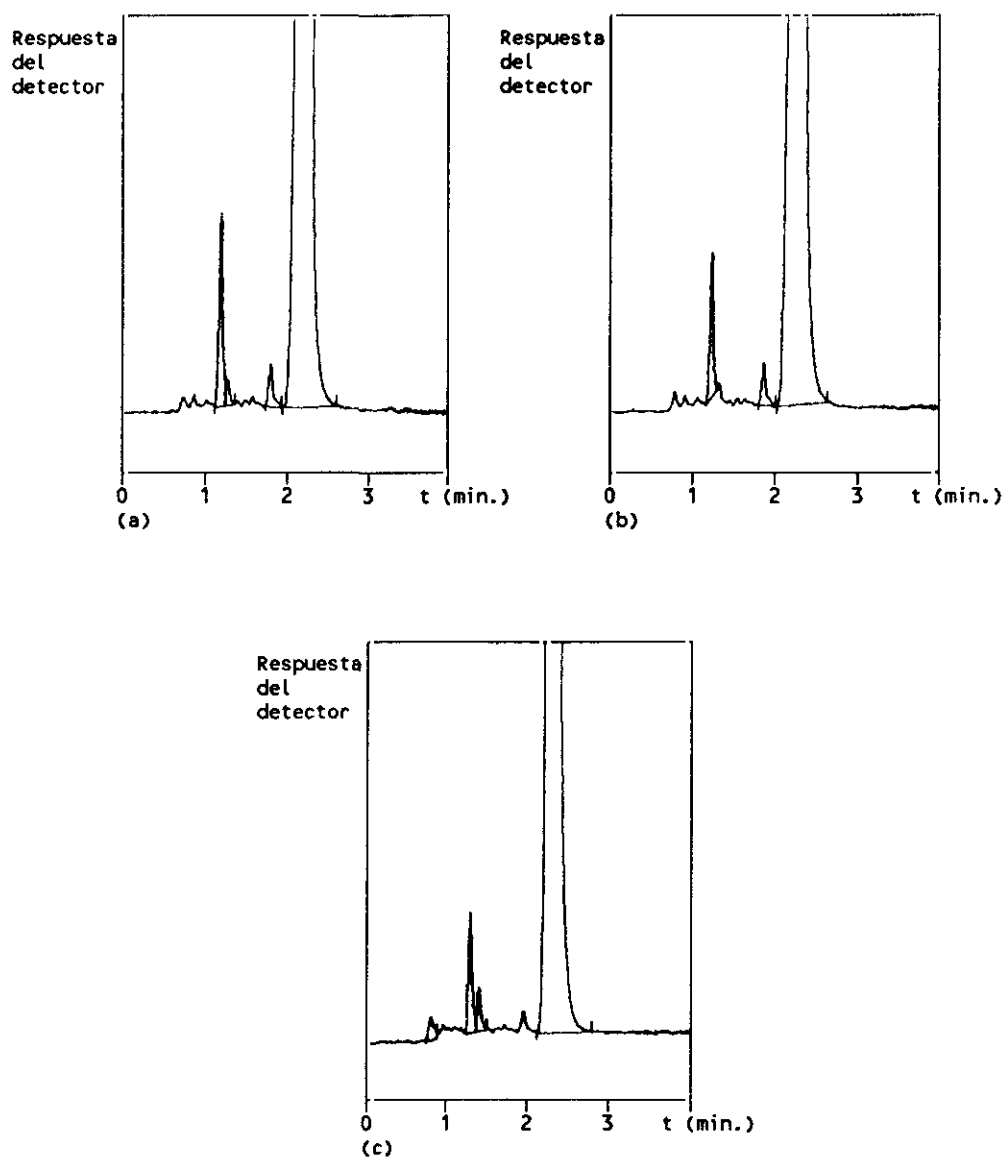 Respuesta
del
detector
0 1 2 3 t (min.)
(a)
Respuesta
del
detector
0 1 2 3 t (min.)
(b)
Respuesta
del
detector
0 1 2 3 t (min.)
(c)